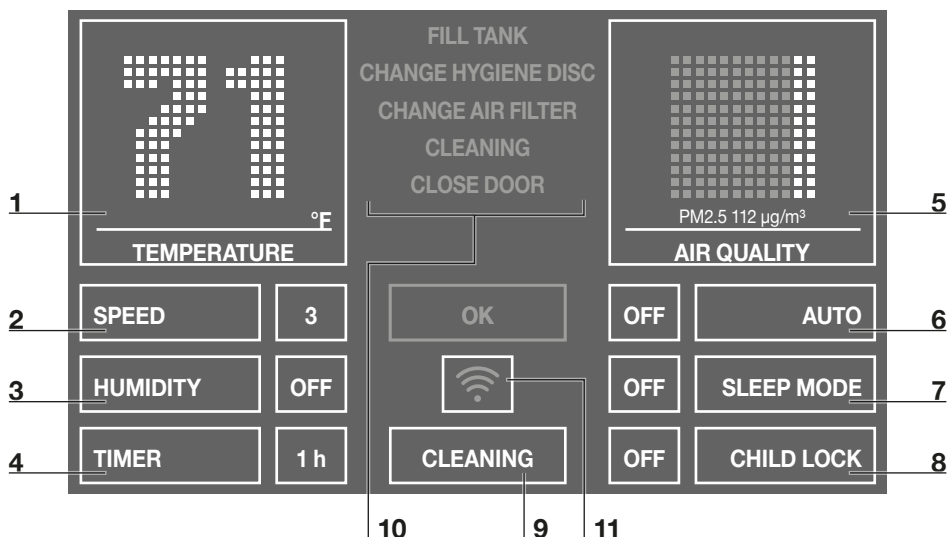 71
°F
TEMPERATURE
FILL TANK
CHANGE HYGIENE DISC
CHANGE AIR FILTER
CLEANING
CLOSE DOOR
PM2.5 112 µg/m³
AIR QUALITY
1
5
SPEED 3
OK
OFF AUTO
2
6
HUMIDITY OFF
OFF SLEEP MODE
3
7
TIMER 1 h
CLEANING
OFF CHILD LOCK
4
8
10 9 11